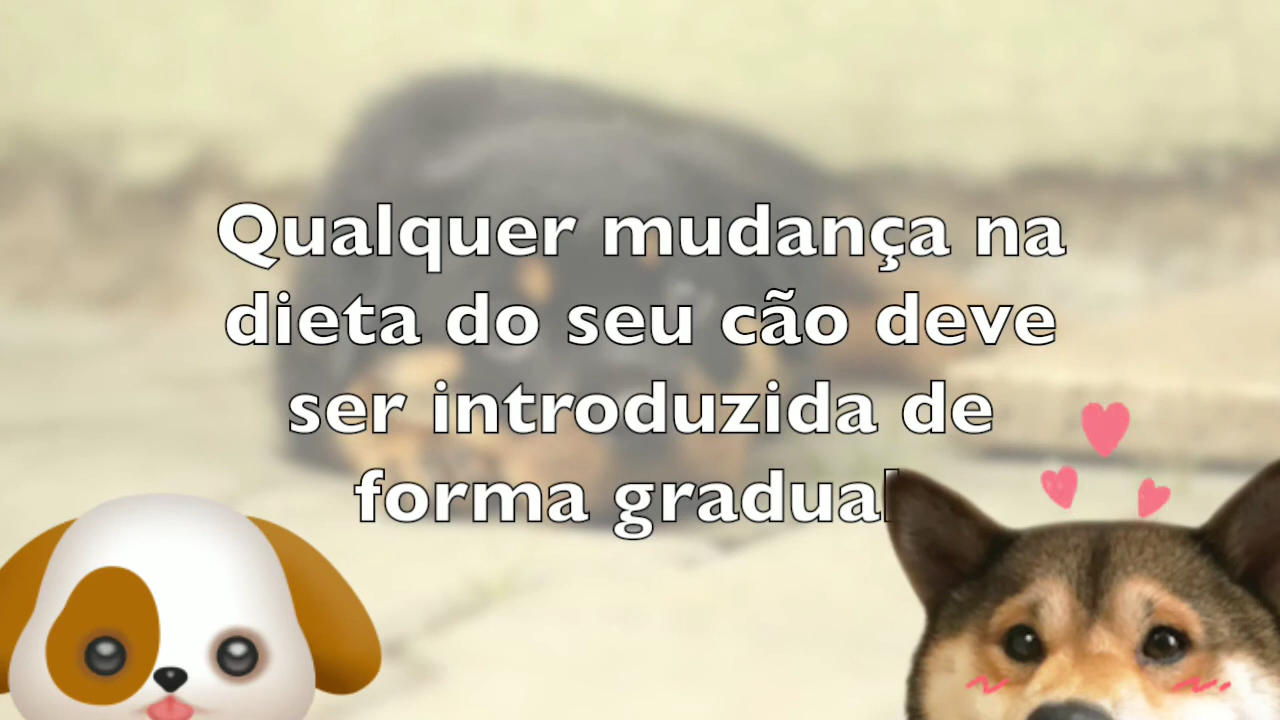 Qualquer mudança na
dieta do seu cão deve
ser introduzida de
forma gradual